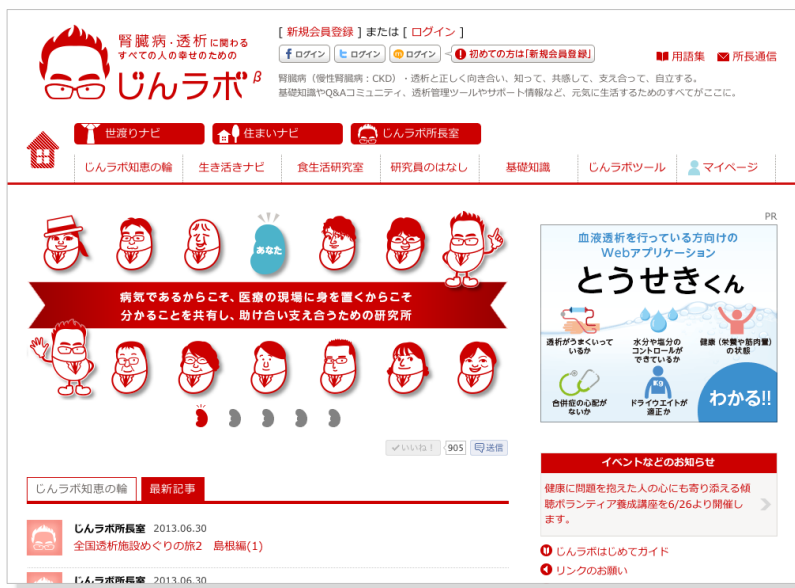 腎臓病・透析に関わる
すべての人の幸せのための
じんラボ β
[ 新規会員登録 ] または [ ログイン ]
f ログイン t ログイン ログイン 初めての方は「新規会員登録」
用語集 所長通信
腎臓病（慢性腎臓病：CKD）・透析と正しく向き合い、知って、共感して、支え合って、自立する。
基礎知識やQ&Aコミュニティ、透析管理ツールやサポート情報など、元気に生活するためのすべてがここに。
世渡りナビ 住まいナビ じんラボ所長室
じんラボ知恵の輪 生き活きナビ 食生活研究室 研究員のはなし 基礎知識 じんラボツール マイページ
あなた
病気であるからこそ、医療の現場に身を置くからこそ
分かることを共有し、助け合い支え合うための研究所
いいね！ 905 送信
PR
血液透析を行っている方向けの
Webアプリケーション
とうせきくん
透析がうまくいって
いるか
水分や塩分の
コントロールが
できているか
健康（栄養や筋肉量）
の状態
合併症の心配が
ないか
Kg
ドライウエイトが
適正か
わかる!!
イベントなどのお知らせ
健康に問題を抱えた人の心にも寄り添える傾
聴ボランティア養成講座を6/26より開催し
ます。
じんラボはじめてガイド
リンクのお願い
じんラボ知恵の輪 最新記事
じんラボ所長室 2013.06.30
全国透析施設めぐりの旅2 島根編(1)
じんラボ所長室 2013.06.30